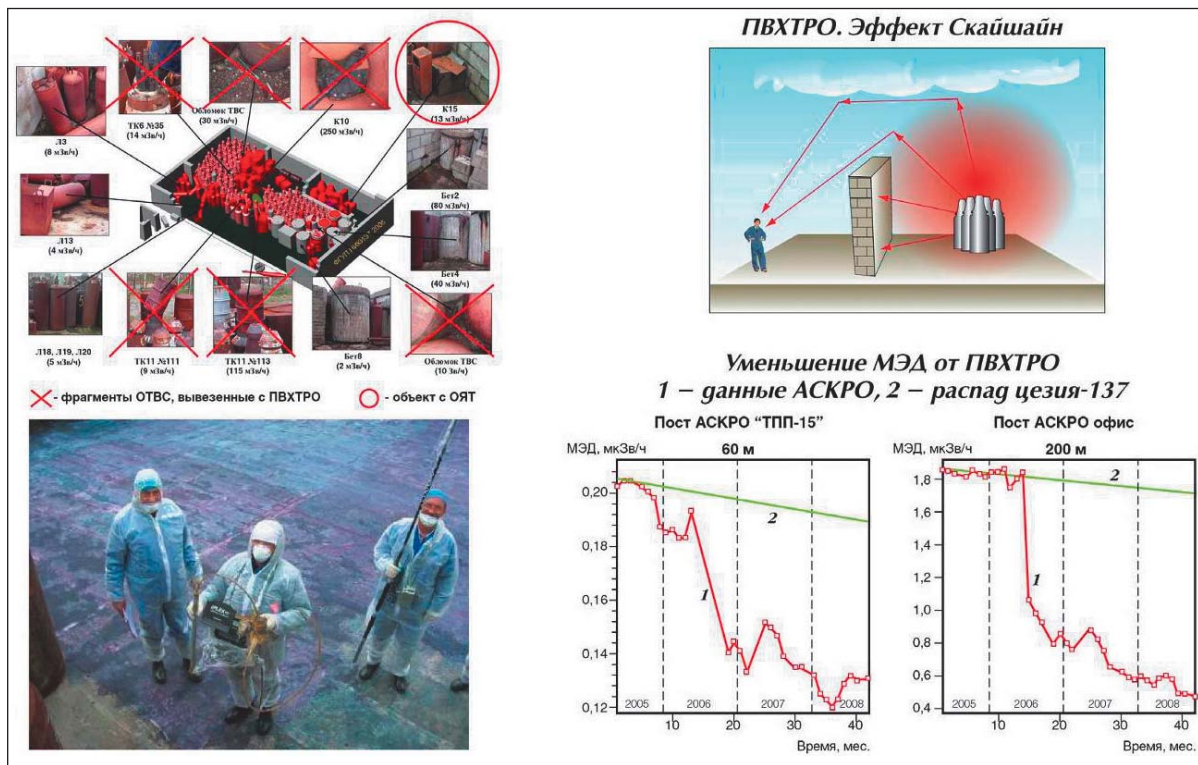 ТК6 №35
(14 мЗв/ч)
Обломок ТВС
(30 мЗв/ч)
К10
(250 мЗв/ч)
К15
(13 мЗв/ч)
Л3
(8 мЗв/ч)
Бет2
(80 мЗв/ч)
Л13
(4 мЗв/ч)
Бет4
(40 мЗв/ч)
Л18, Л19, Л20
(5 мЗв/ч)
ТК11 №111
(9 мЗв/ч)
ТК11 №113
(115 мЗв/ч)
Бет8
(2 мЗв/ч)
Обломок ТВС
(10 Зв/ч)
- фрагменты ОТВС, вывезенные с ПВХТРО
- объект с ОЯТ
ПВХТРО. Эффект Скайшайн
Уменьшение МЭД от ПВХТРО
1 – данные АСКРО, 2 – распад цезия-137
Пост АСКРО “ТПП-15”
МЭД, мкЗв/ч
60 м
0,20
0,18
0,16
0,14
0,12
2
1
2005
2006
2007
2008
10
20
30
40
Время, мес.
Пост АСКРО офис
МЭД, мкЗв/ч
200 м
1,8
1,6
1,4
1,2
1,0
0,8
0,6
0,4
2
1
2005
2006
2007
2008
10
20
30
40
Время, мес.